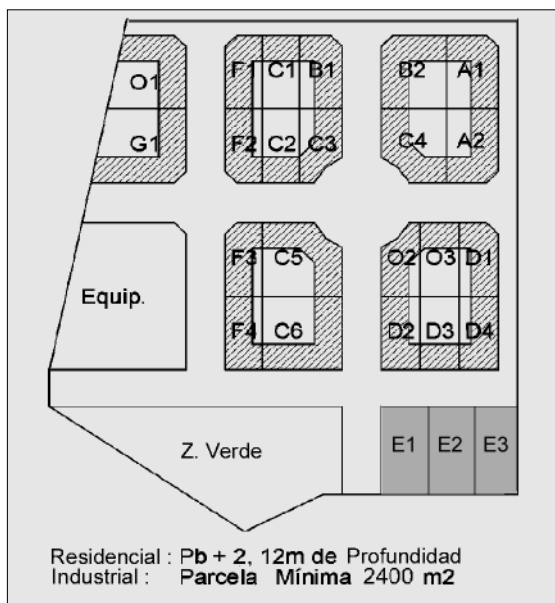 O1 F1 C1 B1 B2 A1
G1 F2 C2 C3 C4 A2
Equip. F3 C5 O2 O3 D1
F4 C6 D2 D3 D4
Z. Verde E1 E2 E3
Residencial : Pb + 2, 12m de Profundidad
Industrial : Parcela Mínima 2400 m2